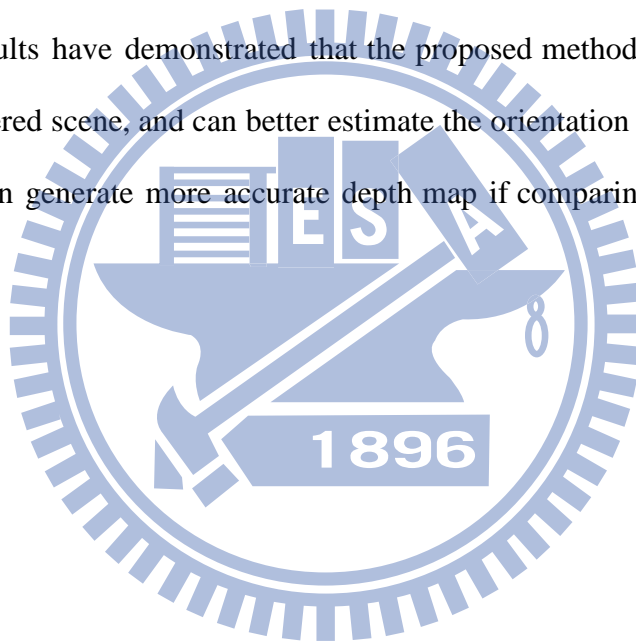 ults have demonstrated that the proposed method
ered scene, and can better estimate the orientation
n generate more accurate depth map if comparin
E S A
1896